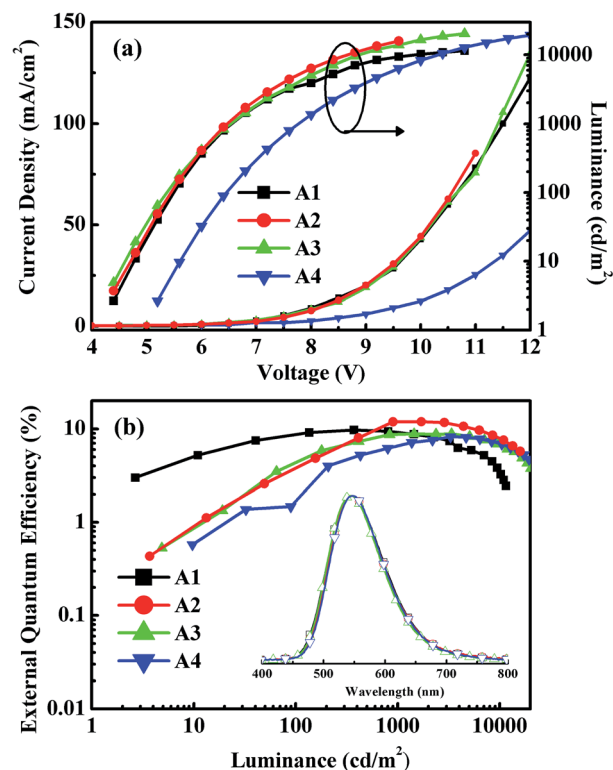 (a)
Current Density (mA/cm²)
150
100
50
0
10000
1000
100
10
1
Luminance (cd/m²)
A1
A2
A3
A4
4 5 6 7 8 9 10 11 12
Voltage (V)
(b)
External Quantum Efficiency (%)
10
1
0.1
0.01
A1
A2
A3
A4
400 500 600 700 800
Wavelength (nm)
1 10 100 1000 10000
Luminance (cd/m²)